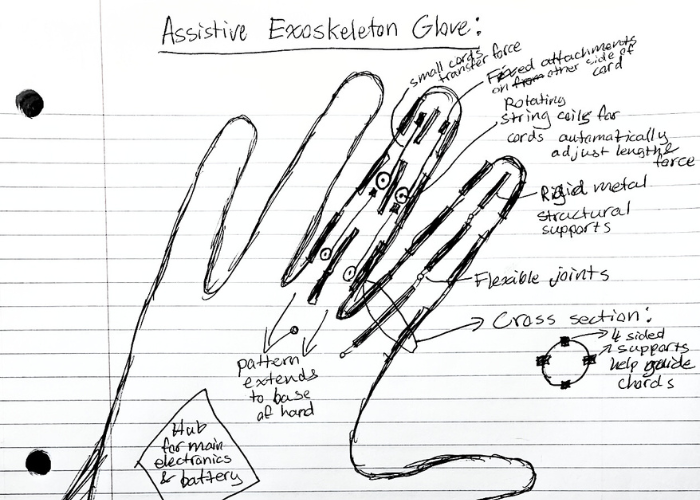 Assistive Exoskeleton Glove:
small cords
transfer force
Fixed attachments
on from other side of
cord
Rotating
string coils for
cords automatically
adjust length &
force
Rigid metal
structural
supports
Flexible joints
Cross section:
4 sided
supports
help guide
chords
pattern
extends
to base
of hand
Hub
for main
electronics
& battery